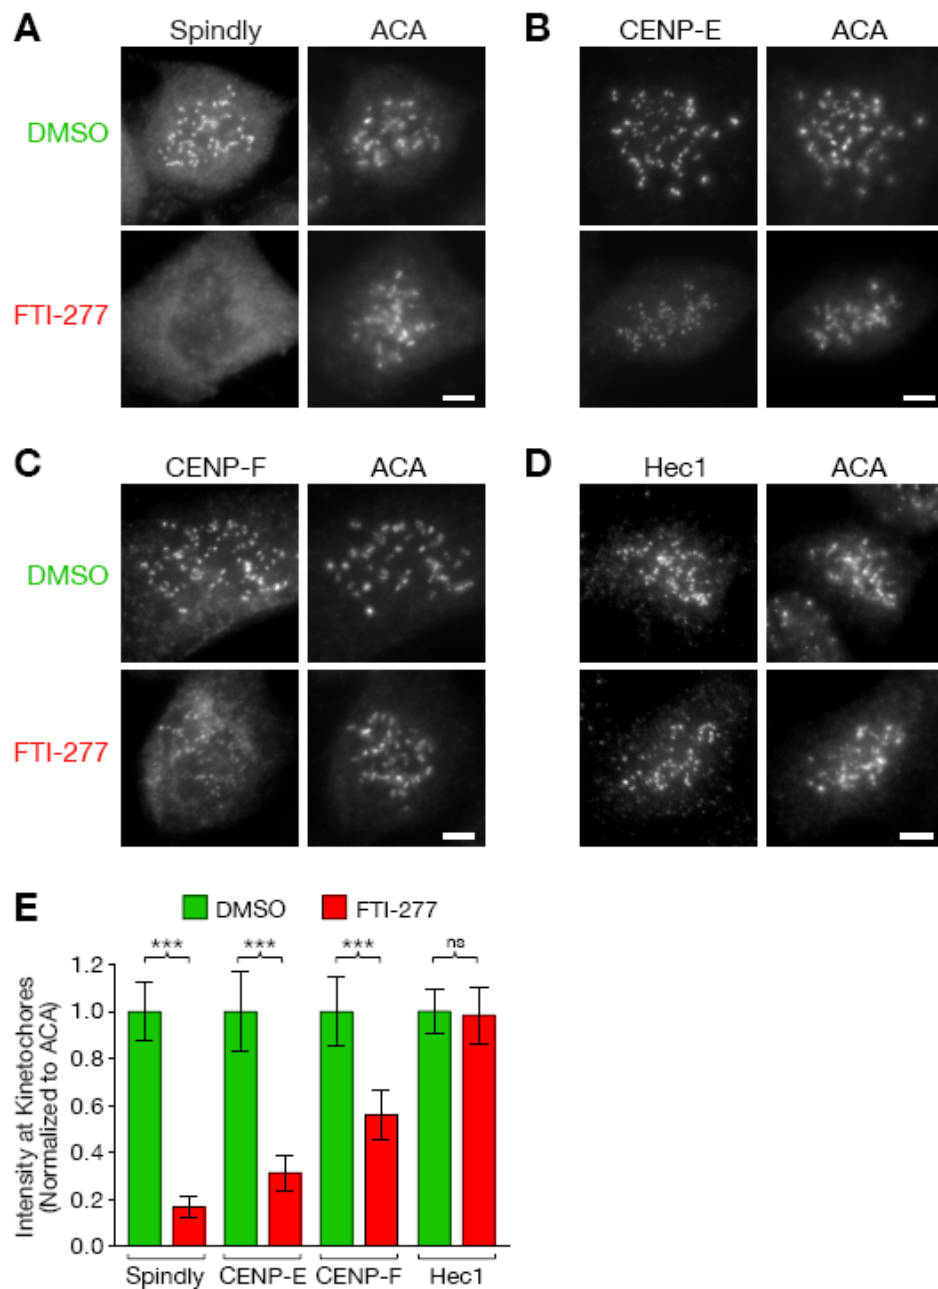 A
Spindly ACA
DMSO
FTI-277
B
CENP-E ACA
C
CENP-F ACA
DMSO
FTI-277
D
Hec1 ACA
E
DMSO FTI-277
*** *** *** ns
Intensity at Kinetochores
(Normalized to ACA)
1.2
1.0
0.8
0.6
0.4
0.2
0.0
Spindly CENP-E CENP-F Hec1